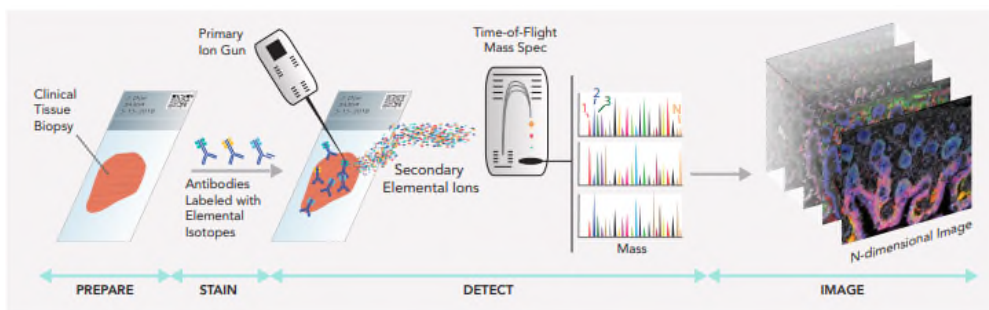 Clinical
Tissue
Biopsy
Antibodies
Labeled with
Elemental
Isotopes
Primary
Ion Gun
Secondary
Elemental Ions
Time-of-Flight
Mass Spec
1
2
3
N
Mass
N-dimensional Image
PREPARE
STAIN
DETECT
IMAGE